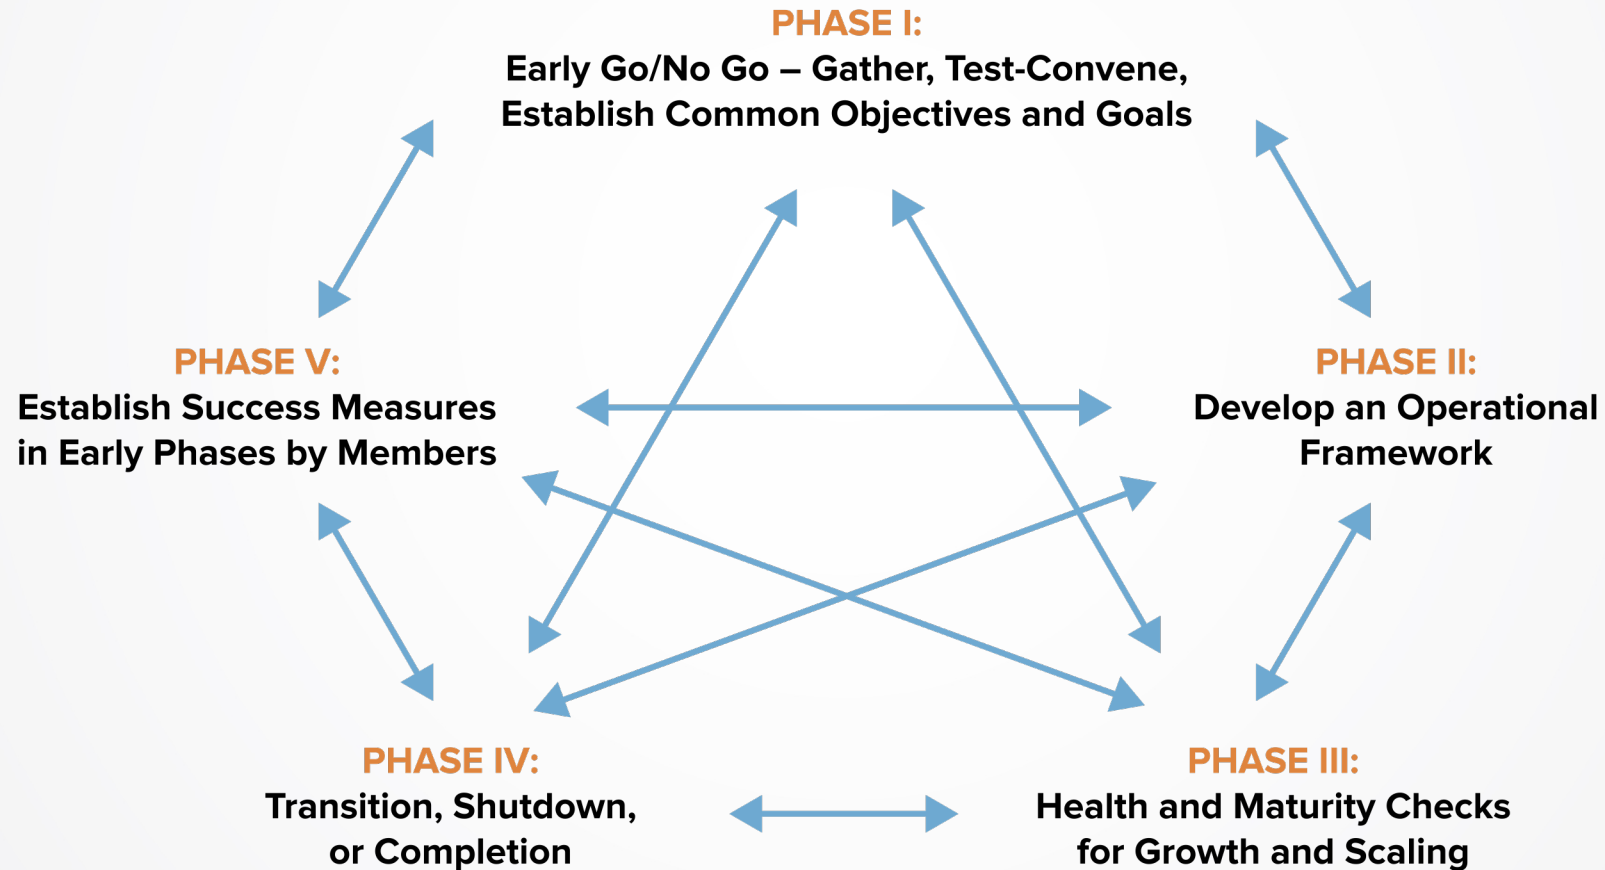 PHASE I:
Early Go/No Go – Gather, Test-Convene,
Establish Common Objectives and Goals
PHASE V:
Establish Success Measures
in Early Phases by Members
PHASE II:
Develop an Operational
Framework
PHASE IV:
Transition, Shutdown,
or Completion
PHASE III:
Health and Maturity Checks
for Growth and Scaling